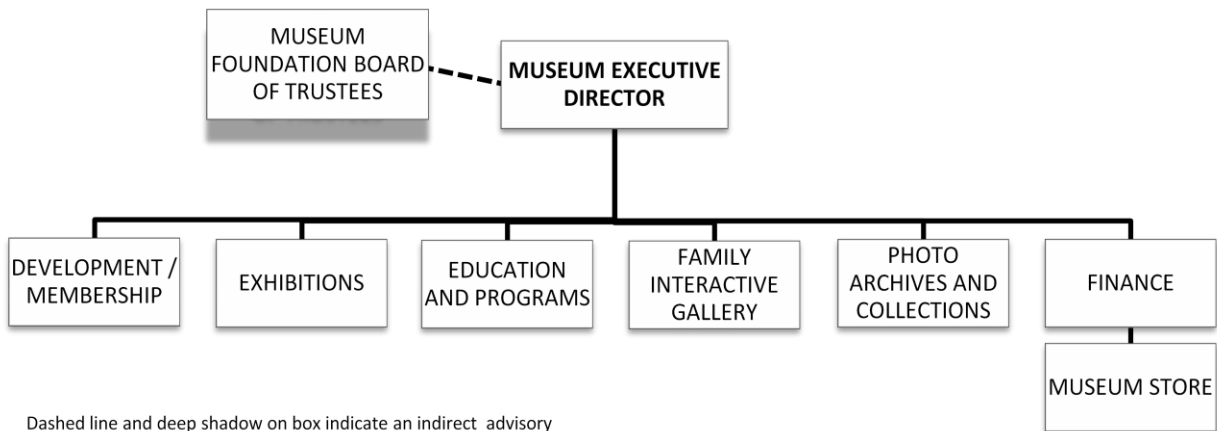 MUSEUM
FOUNDATION BOARD
OF TRUSTEES
MUSEUM EXECUTIVE
DIRECTOR
DEVELOPMENT /
MEMBERSHIP
EXHIBITIONS
EDUCATION
AND PROGRAMS
FAMILY
INTERACTIVE
GALLERY
PHOTO
ARCHIVES AND
COLLECTIONS
FINANCE
MUSEUM STORE
Dashed line and deep shadow on box indicate an indirect advisory